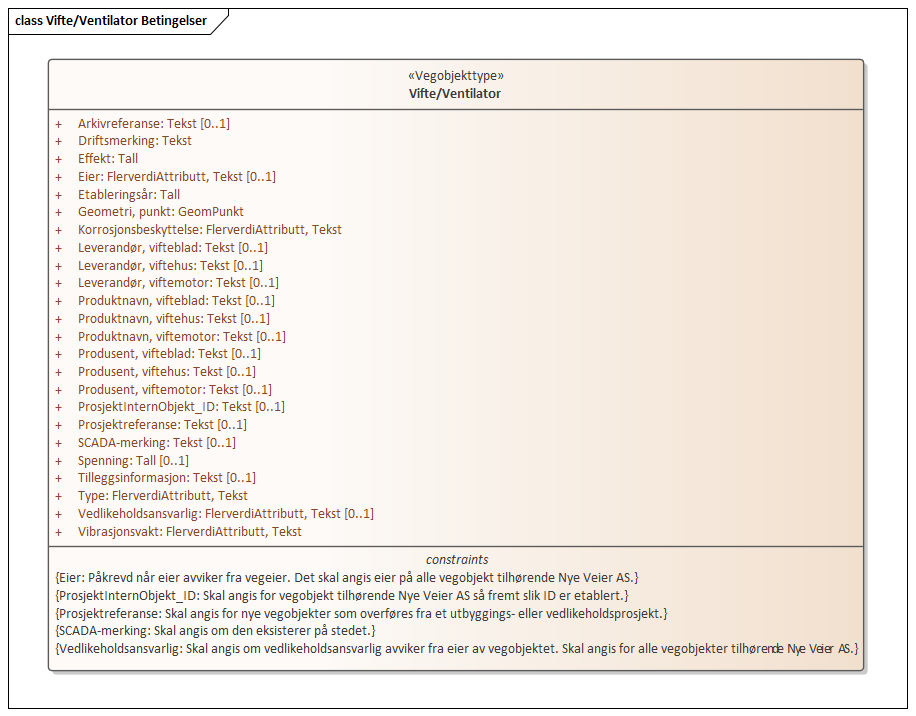 class Vifte/Ventilator Betingelser
«Vegobjekttype»
Vifte/Ventilator
+ Arkivreferanse: Tekst [0..1]
+ Driftsmerking: Tekst
+ Effekt: Tall
+ Eier: FlerverdiAttributt, Tekst [0..1]
+ Etableringsår: Tall
+ Geometri, punkt: GeomPunkt
+ Korrosjonsbeskyttelse: FlerverdiAttributt, Tekst
+ Leverandør, vifteblad: Tekst [0..1]
+ Leverandør, viftehus: Tekst [0..1]
+ Leverandør, viftemotor: Tekst [0..1]
+ Produktnavn, vifteblad: Tekst [0..1]
+ Produktnavn, viftehus: Tekst [0..1]
+ Produktnavn, viftemotor: Tekst [0..1]
+ Produsent, vifteblad: Tekst [0..1]
+ Produsent, viftehus: Tekst [0..1]
+ Produsent, viftemotor: Tekst [0..1]
+ ProsjektInternObjekt_ID: Tekst [0..1]
+ Prosjektreferanse: Tekst [0..1]
+ SCADA-merking: Tekst [0..1]
+ Spenning: Tall [0..1]
+ Tilleggsinformasjon: Tekst [0..1]
+ Type: FlerverdiAttributt, Tekst
+ Vedlikeholdsansvarlig: FlerverdiAttributt, Tekst [0..1]
+ Vibrasjonsvakt: FlerverdiAttributt, Tekst
constraints
{Eier: Påkrevd når eier avviker fra vegeier. Det skal angis eier på alle vegobjekt tilhørende Nye Veier AS.}
{ProsjektInternObjekt_ID: Skal angis for vegobjekt tilhørende Nye Veier AS så fremt slik ID er etablert.}
{Prosjektreferanse: Skal angis for nye vegobjekter som overføres fra et utbyggings- eller vedlikeholdsprosjekt.}
{SCADA-merking: Skal angis om den eksisterer på stedet.}
{Vedlikeholdsansvarlig: Skal angis om vedlikeholdsansvarlig avviker fra eier av vegobjektet. Skal angis for alle vegobjekter tilhørende Nye Veier AS.}